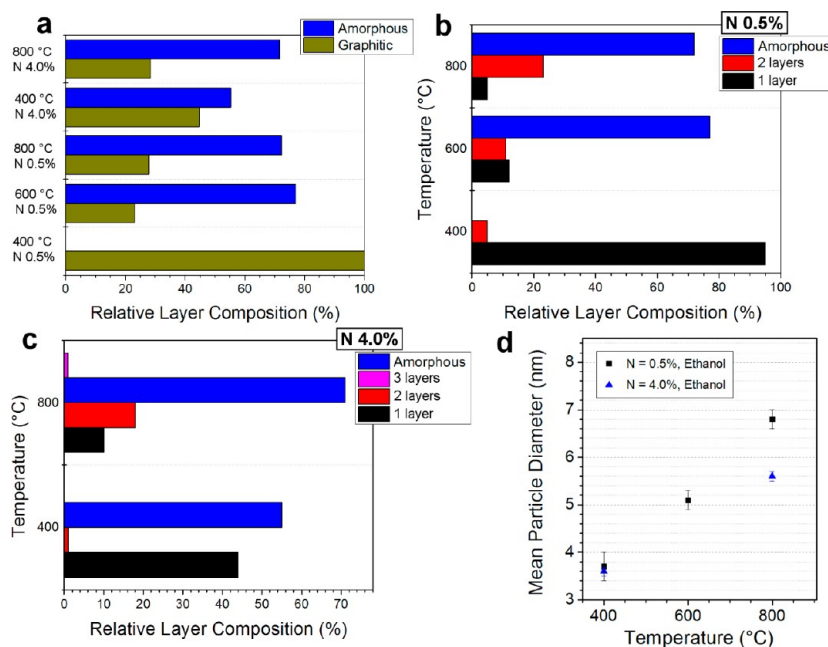 a
Amorphous
Graphitic
800 °C
N 4.0%
400 °C
N 4.0%
800 °C
N 0.5%
600 °C
N 0.5%
400 °C
N 0.5%
0 20 40 60 80 100
Relative Layer Composition (%)
b
N 0.5%
Amorphous
2 layers
1 layer
Temperature (°C)
800
600
400
0 20 40 60 80 100
Relative Layer Composition (%)
c
N 4.0%
Amorphous
3 layers
2 layers
1 layer
Temperature (°C)
800
400
0 10 20 30 40 50 60 70
Relative Layer Composition (%)
d
N = 0.5%, Ethanol
N = 4.0%, Ethanol
Mean Particle Diameter (nm)
8
7
6
5
4
3
400 600 800
Temperature (°C)